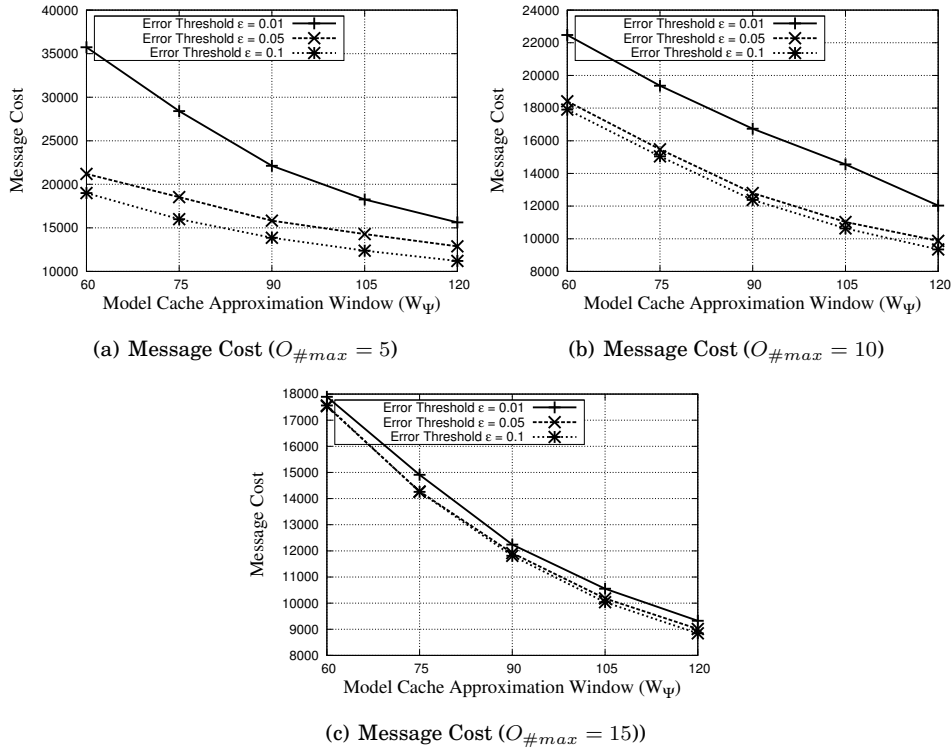 40000
35000
30000
25000
20000
15000
10000
Message Cost
Error Threshold ε = 0.01
Error Threshold ε = 0.05
Error Threshold ε = 0.1
60 75 90 105 120
Model Cache Approximation Window (WΨ)
(a) Message Cost (O#max = 5)
24000
22000
20000
18000
16000
14000
12000
10000
8000
Message Cost
Error Threshold ε = 0.01
Error Threshold ε = 0.05
Error Threshold ε = 0.1
60 75 90 105 120
Model Cache Approximation Window (WΨ)
(b) Message Cost (O#max = 10)
18000
17000
16000
15000
14000
13000
12000
11000
10000
9000
8000
Message Cost
Error Threshold ε = 0.01
Error Threshold ε = 0.05
Error Threshold ε = 0.1
60 75 90 105 120
Model Cache Approximation Window (WΨ)
(c) Message Cost (O#max = 15))